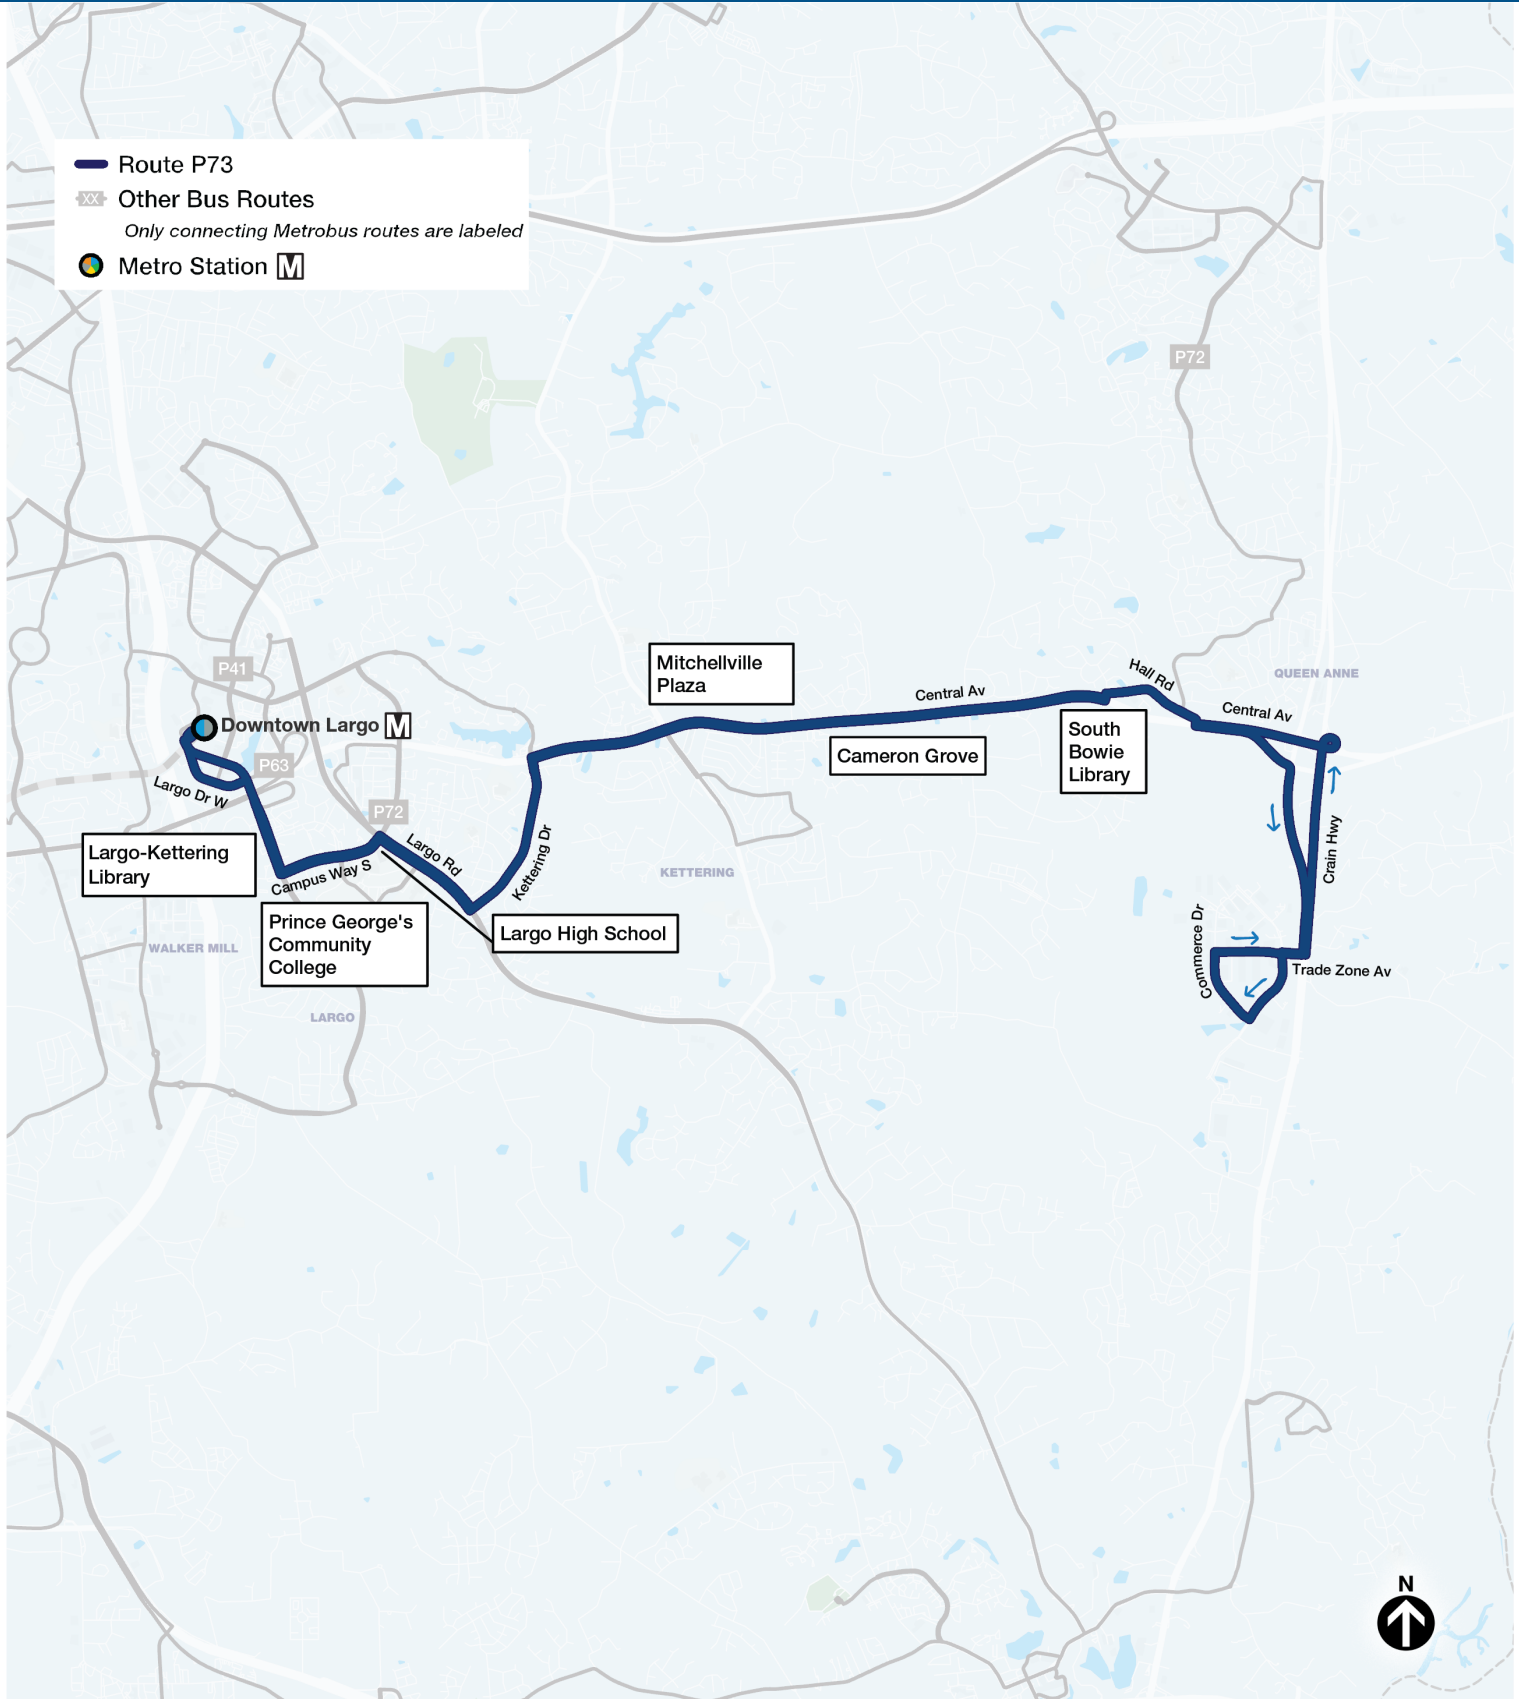 Route P73
XX Other Bus Routes
Only connecting Metrobus routes are labeled
Metro Station M
P72
P41
Mitchellville
Plaza
Hall Rd
QUEEN ANNE
Central Av
Central Av
Downtown Largo M
South
Bowie
Library
Cameron Grove
P63
Largo Dr W
P72
Largo Rd
Kettering Dr
Crain Hwy
Largo-Kettering
Library
Campus Way S
KETTERING
Prince George's
Community
College
Largo High School
WALKER MILL
Commerce Dr
Trade Zone Av
LARGO
N